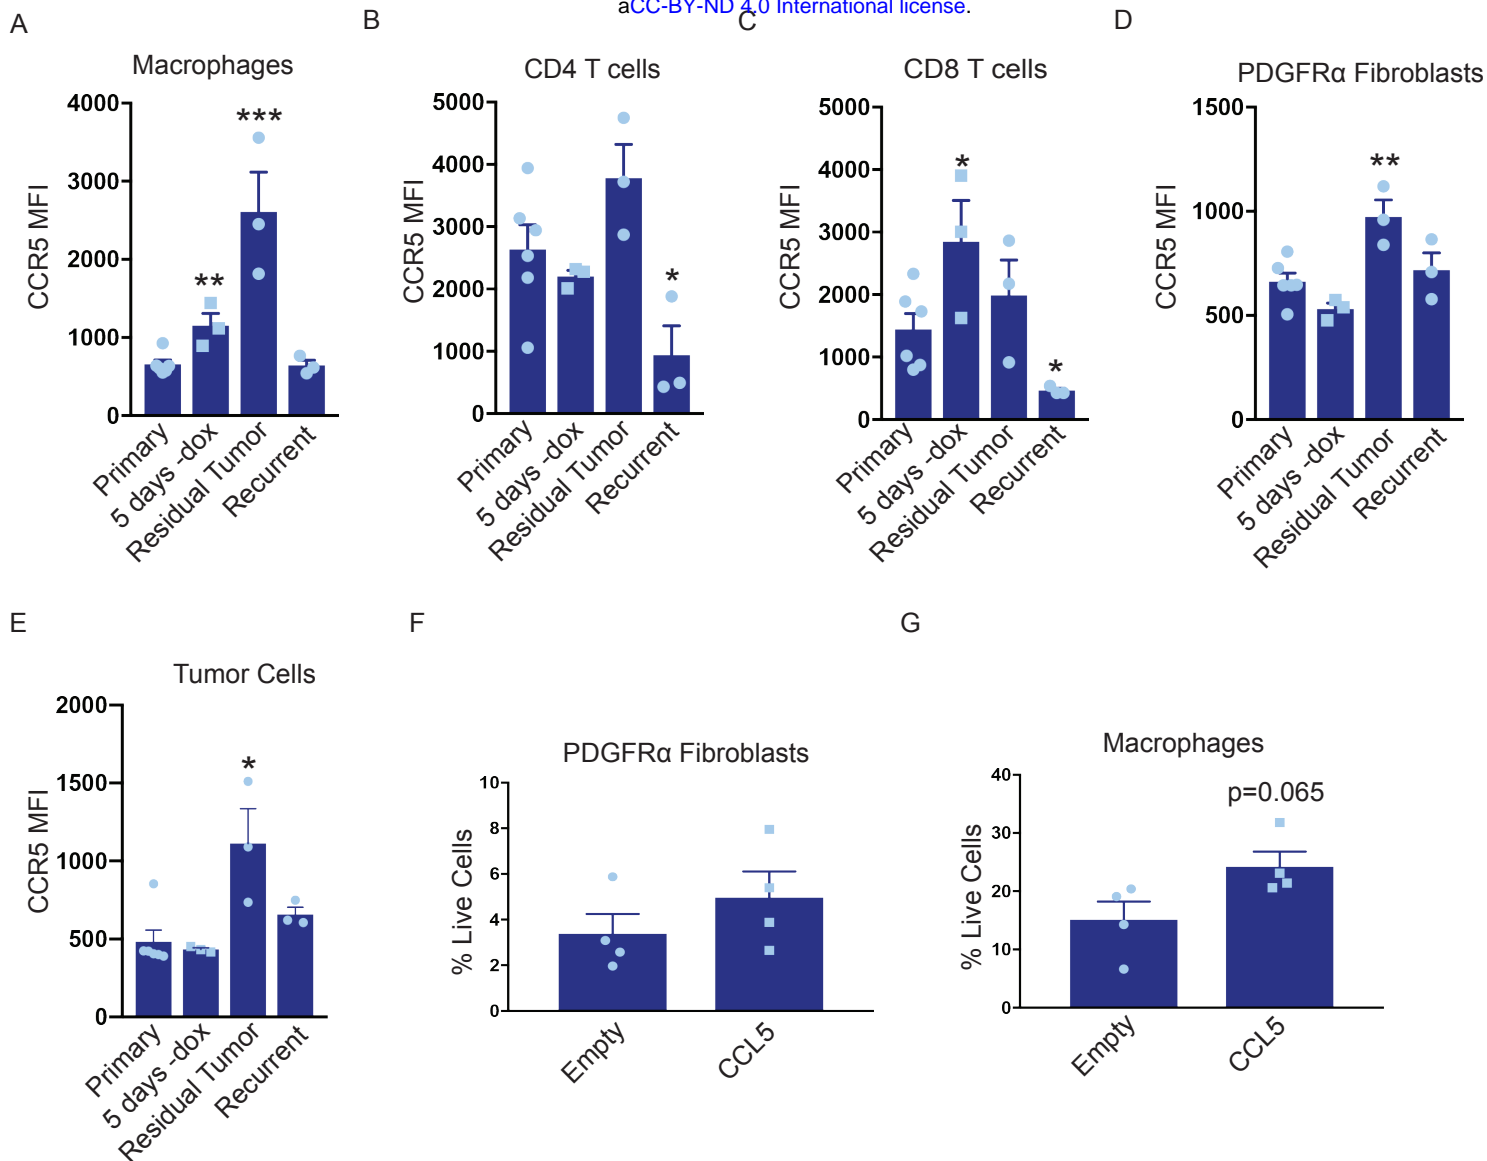 aCC-BY-ND 4.0 International license.
A
Macrophages
CCR5 MFI
4000
3000
2000
1000
0
**
***
Primary
5 days -dox
Residual Tumor
Recurrent
B
CD4 T cells
CCR5 MFI
5000
4000
3000
2000
1000
0
*
Primary
5 days -dox
Residual Tumor
Recurrent
C
CD8 T cells
CCR5 MFI
5000
4000
3000
2000
1000
0
*
*
Primary
5 days -dox
Residual Tumor
Recurrent
D
PDGFRα Fibroblasts
CCR5 MFI
1500
1000
500
0
**
Primary
5 days -dox
Residual Tumor
Recurrent
E
Tumor Cells
CCR5 MFI
2000
1500
1000
500
0
*
Primary
5 days -dox
Residual Tumor
Recurrent
F
PDGFRα Fibroblasts
% Live Cells
10
8
6
4
2
0
Empty
CCL5
G
Macrophages
% Live Cells
40
30
20
10
0
p=0.065
Empty
CCL5